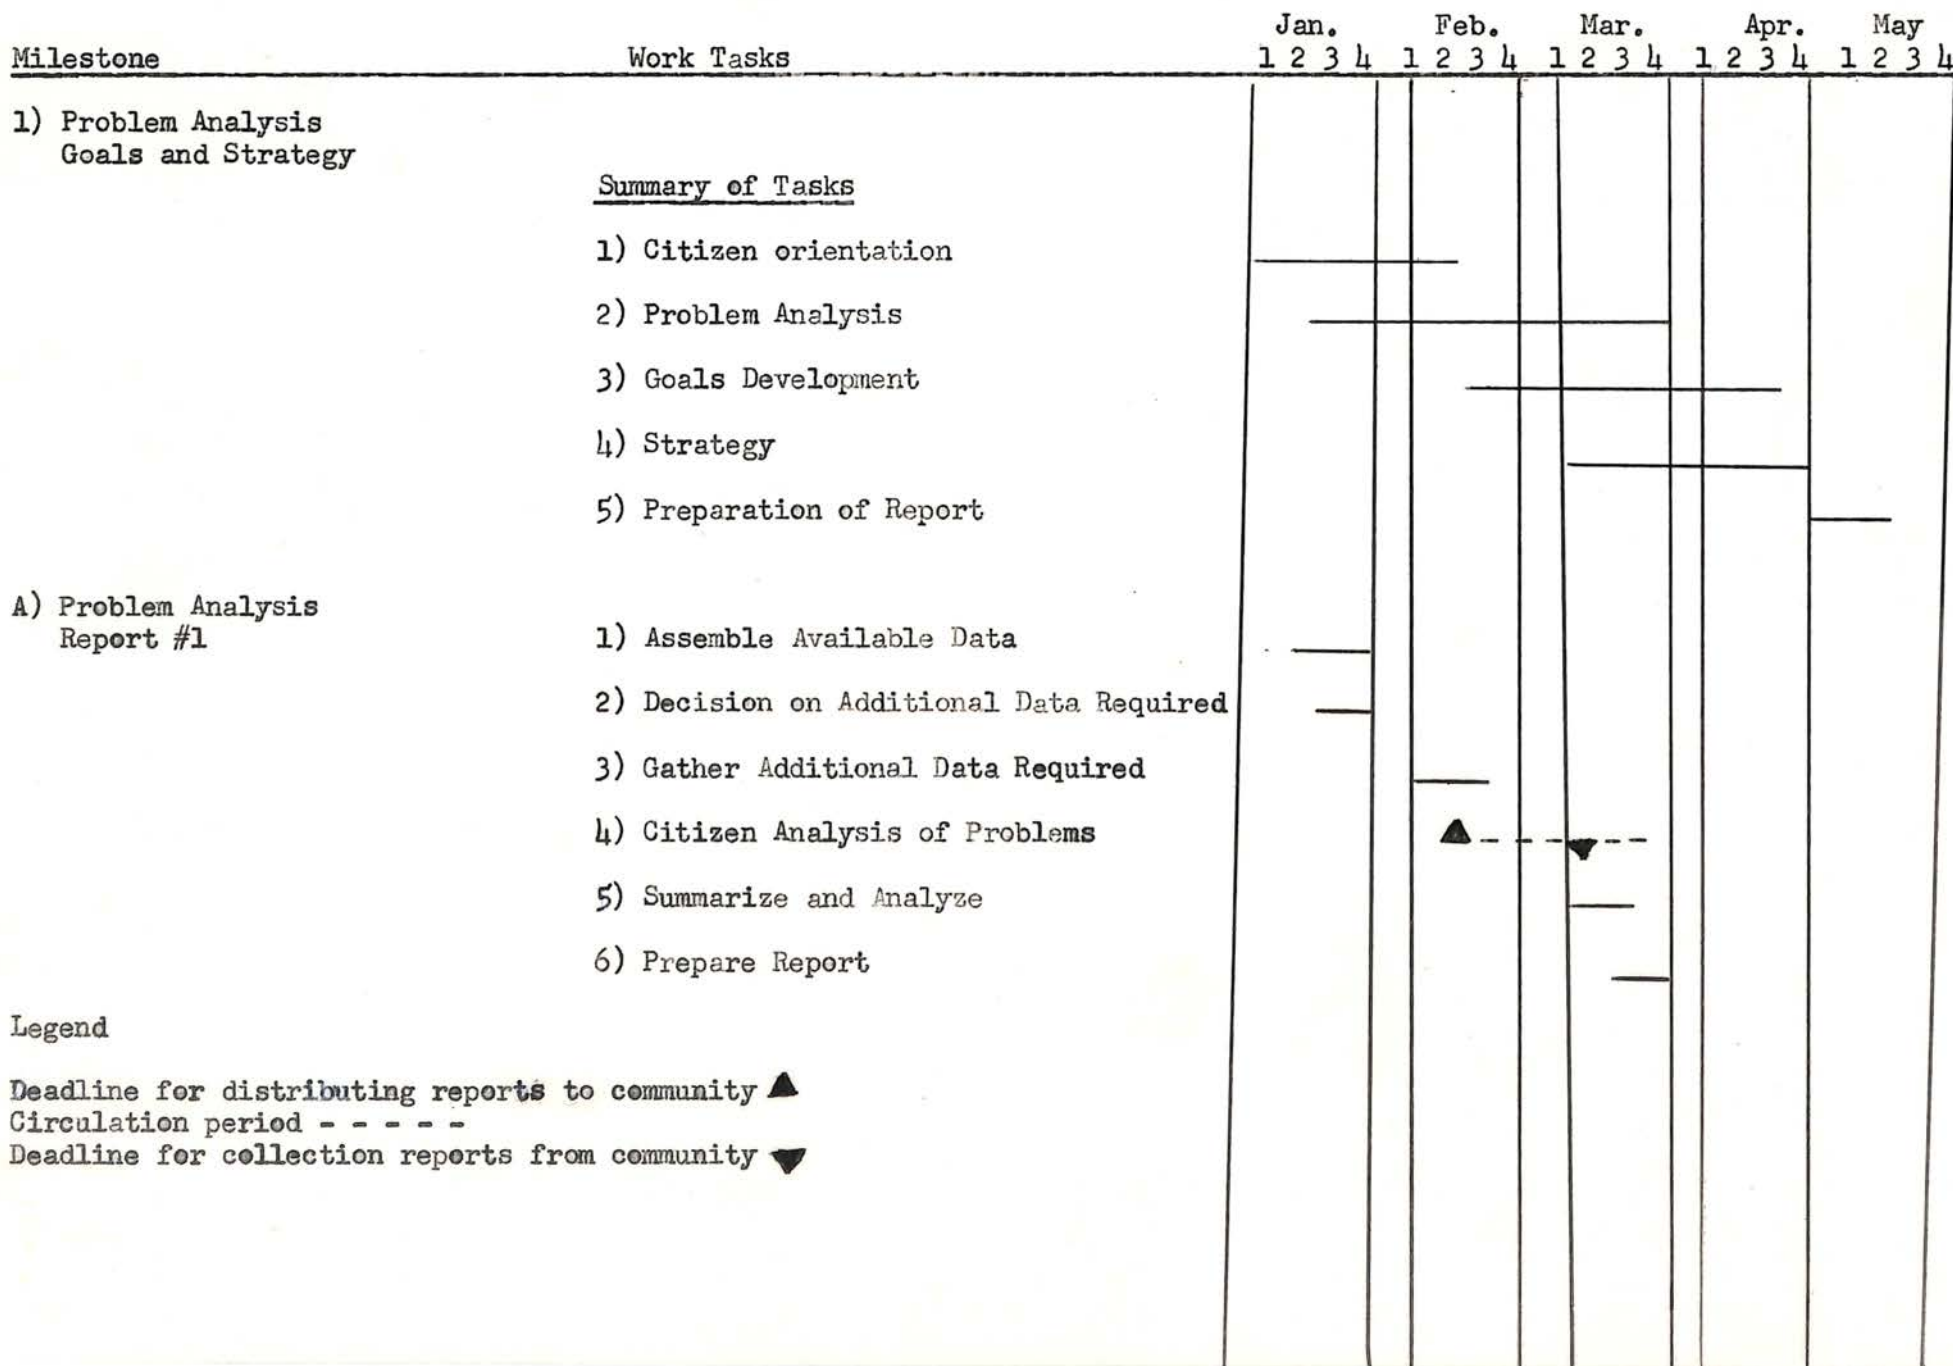 Jan. Feb. Mar. Apr. May
Milestone Work Tasks 1 2 3 4 1 2 3 4 1 2 3 4 1 2 3 4 1 2 3 4
1) Problem Analysis
Goals and Strategy
Summary of Tasks
1) Citizen orientation
2) Problem Analysis
3) Goals Development
4) Strategy
5) Preparation of Report
A) Problem Analysis
Report #1
1) Assemble Available Data
2) Decision on Additional Data Required
3) Gather Additional Data Required
4) Citizen Analysis of Problems
5) Summarize and Analyze
6) Prepare Report
Legend
Deadline for distributing reports to community ▲
Circulation period - - - - -
Deadline for collection reports from community ▼